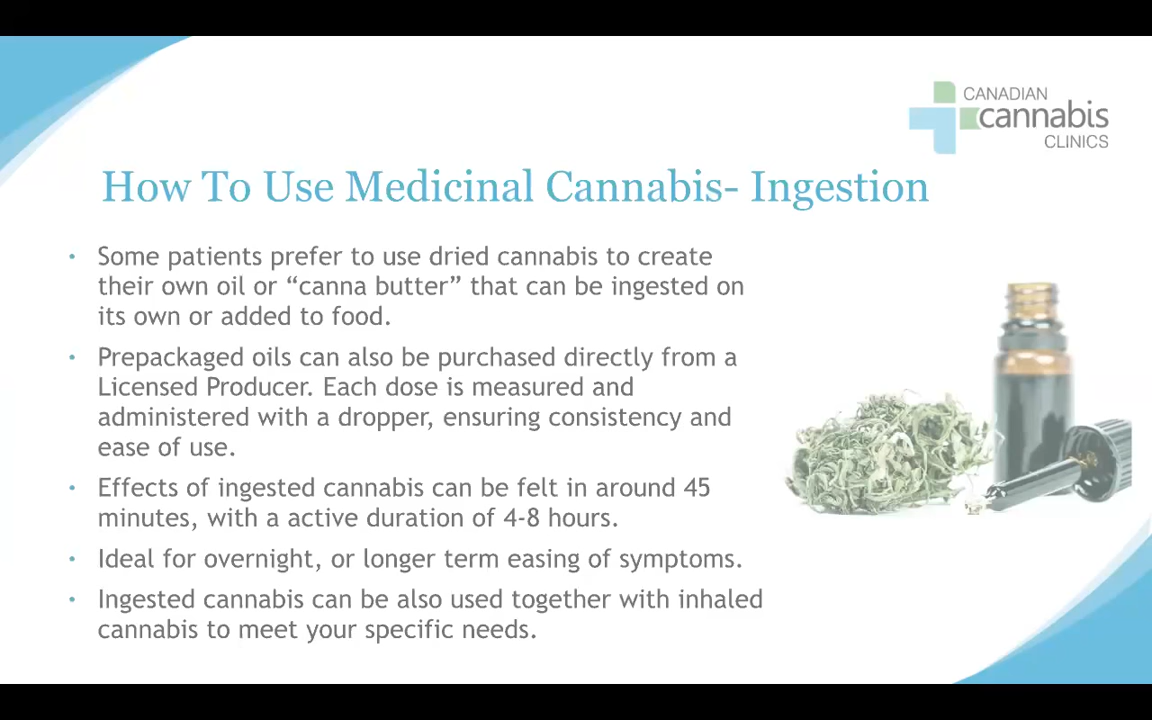 CANADIAN
cannabis
CLINICS
How To Use Medicinal Cannabis- Ingestion
• Some patients prefer to use dried cannabis to create
their own oil or “canna butter” that can be ingested on
its own or added to food.
• Prepackaged oils can also be purchased directly from a
Licensed Producer. Each dose is measured and
administered with a dropper, ensuring consistency and
ease of use.
• Effects of ingested cannabis can be felt in around 45
minutes, with a active duration of 4-8 hours.
• Ideal for overnight, or longer term easing of symptoms.
• Ingested cannabis can be also used together with inhaled
cannabis to meet your specific needs.